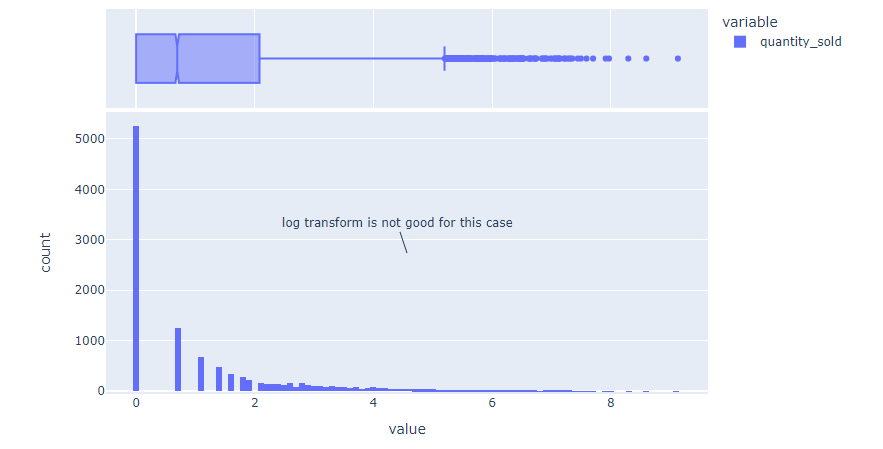 variable
quantity_sold
5000
4000
3000
2000
1000
0
count
log transform is not good for this case
0
2
4
6
8
value